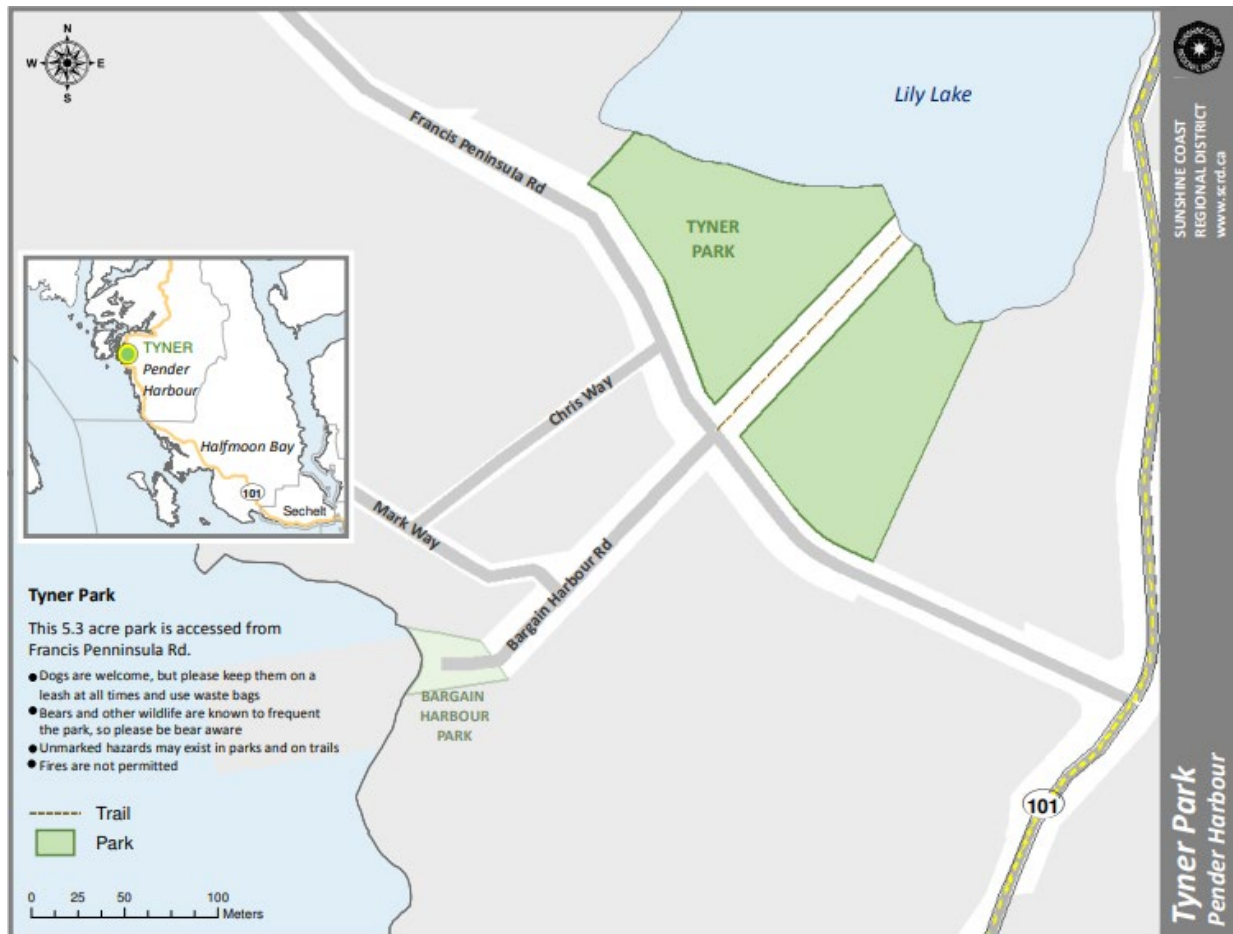 N
W
E
S
Francis Peninsula Rd
Lily Lake
TYNER
PARK
Chris Way
Mark Way
Bargain Harbour Rd
BARGAIN
HARBOUR
PARK
101
TYNER
Pender
Harbour
Halfmoon Bay
101
Sechelt
Tyner Park
This 5.3 acre park is accessed from
Francis Penninsula Rd.
● Dogs are welcome, but please keep them on a
leash at all times and use waste bags
● Bears and other wildlife are known to frequent
the park, so please be bear aware
● Unmarked hazards may exist in parks and on trails
● Fires are not permitted
Trail
Park
0 25 50 100
Meters
SUNSHINE COAST
REGIONAL DISTRICT
SUNSHINE COAST
REGIONAL DISTRICT
www.scrd.ca
Tyner Park
Pender Harbour